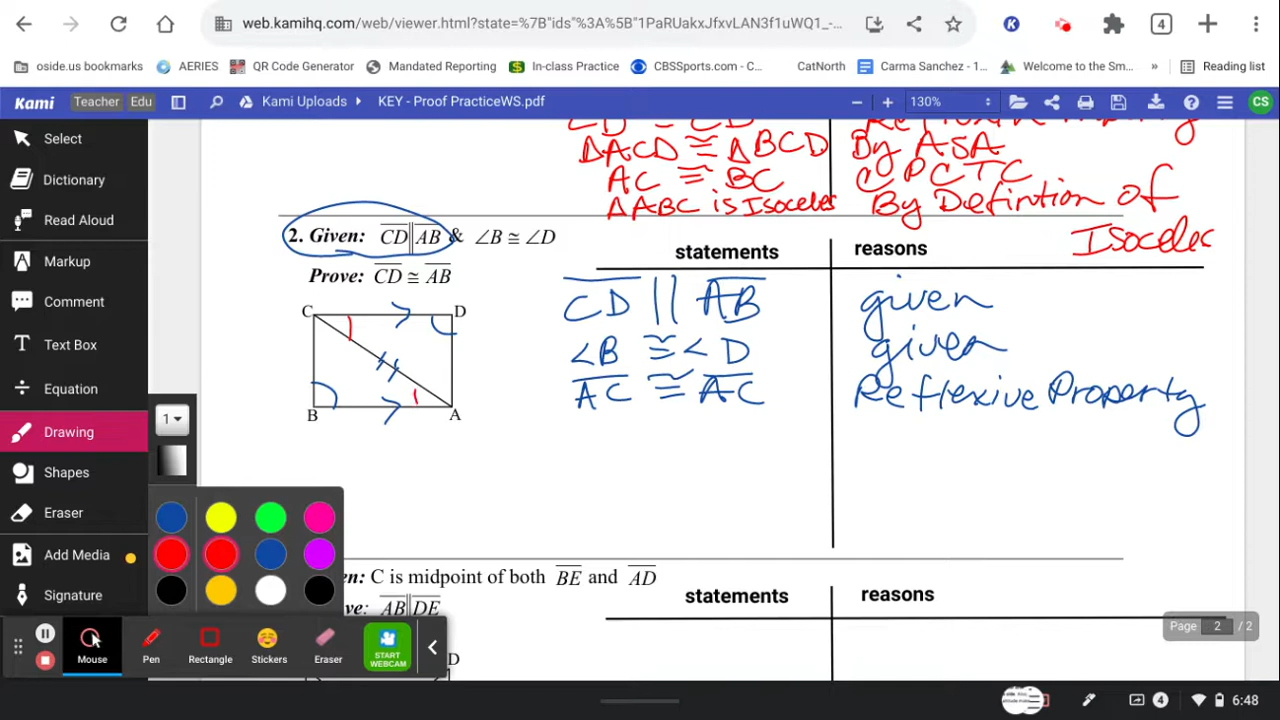 web.kamihq.com/web/viewer.html?state=%7B"ids"%3A%5B"1PaRUakxJfxvLAN3f1uWQ1_-...
4
oside.us bookmarks
AERIES
QR Code Generator
Mandated Reporting
In-class Practice
CBSSports.com - C...
CatNorth
Carma Sanchez - 1...
Welcome to the Sm...
»
Reading list
Kami
Teacher
Edu
Kami Uploads
KEY - Proof PracticeWS.pdf
130%
CS
Select
Dictionary
Read Aloud
Markup
Comment
Text Box
Equation
Drawing
Shapes
Eraser
Add Media
Signature
1
CD ≅ CD
ΔACD ≅ ΔBCD By ASA
AC ≅ BC CPCTC
ΔABC is Isoceles By Defintion of
Isoceles
2. Given: CD || AB & ∠B ≅ ∠D
statements reasons
Prove: CD ≅ AB
CD || AB given
∠B ≅ ∠D given
AC ≅ AC Reflexive Property
C D
B A
en: C is midpoint of both BE and AD
statements reasons
ve: AB || DE
D
Page 2 / 2
Mouse
Pen
Rectangle
Stickers
Eraser
START
WEBCAM
4
6:48